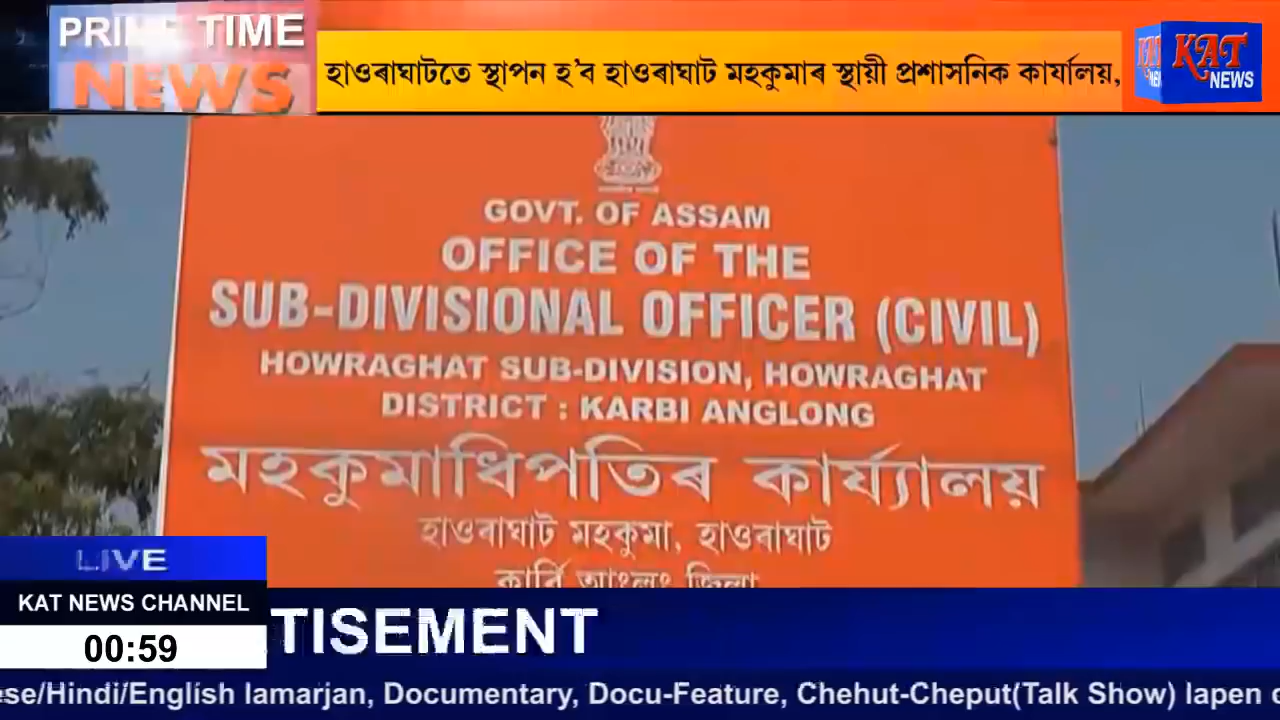 PRIME TIME
NEWS
হাওৰাঘাটতে স্থাপন হ'ব হাওৰাঘাট মহকুমাৰ স্থায়ী প্ৰশাসনিক কাৰ্যালয়,
KAT
NEWS
GOVT. OF ASSAM
OFFICE OF THE
SUB-DIVISIONAL OFFICER (CIVIL)
HOWRAGHAT SUB-DIVISION, HOWRAGHAT
DISTRICT : KARBI ANGLONG
মহকুমাধিপতিৰ কাৰ্য্যালয়
হাওৰাঘাট মহকুমা, হাওৰাঘাট
কাৰ্বি আংলং জিলা
LIVE
KAT NEWS CHANNEL
00:59
TISEMENT
ese/Hindi/English lamarjan, Documentary, Docu-Feature, Chehut-Cheput(Talk Show) lapen